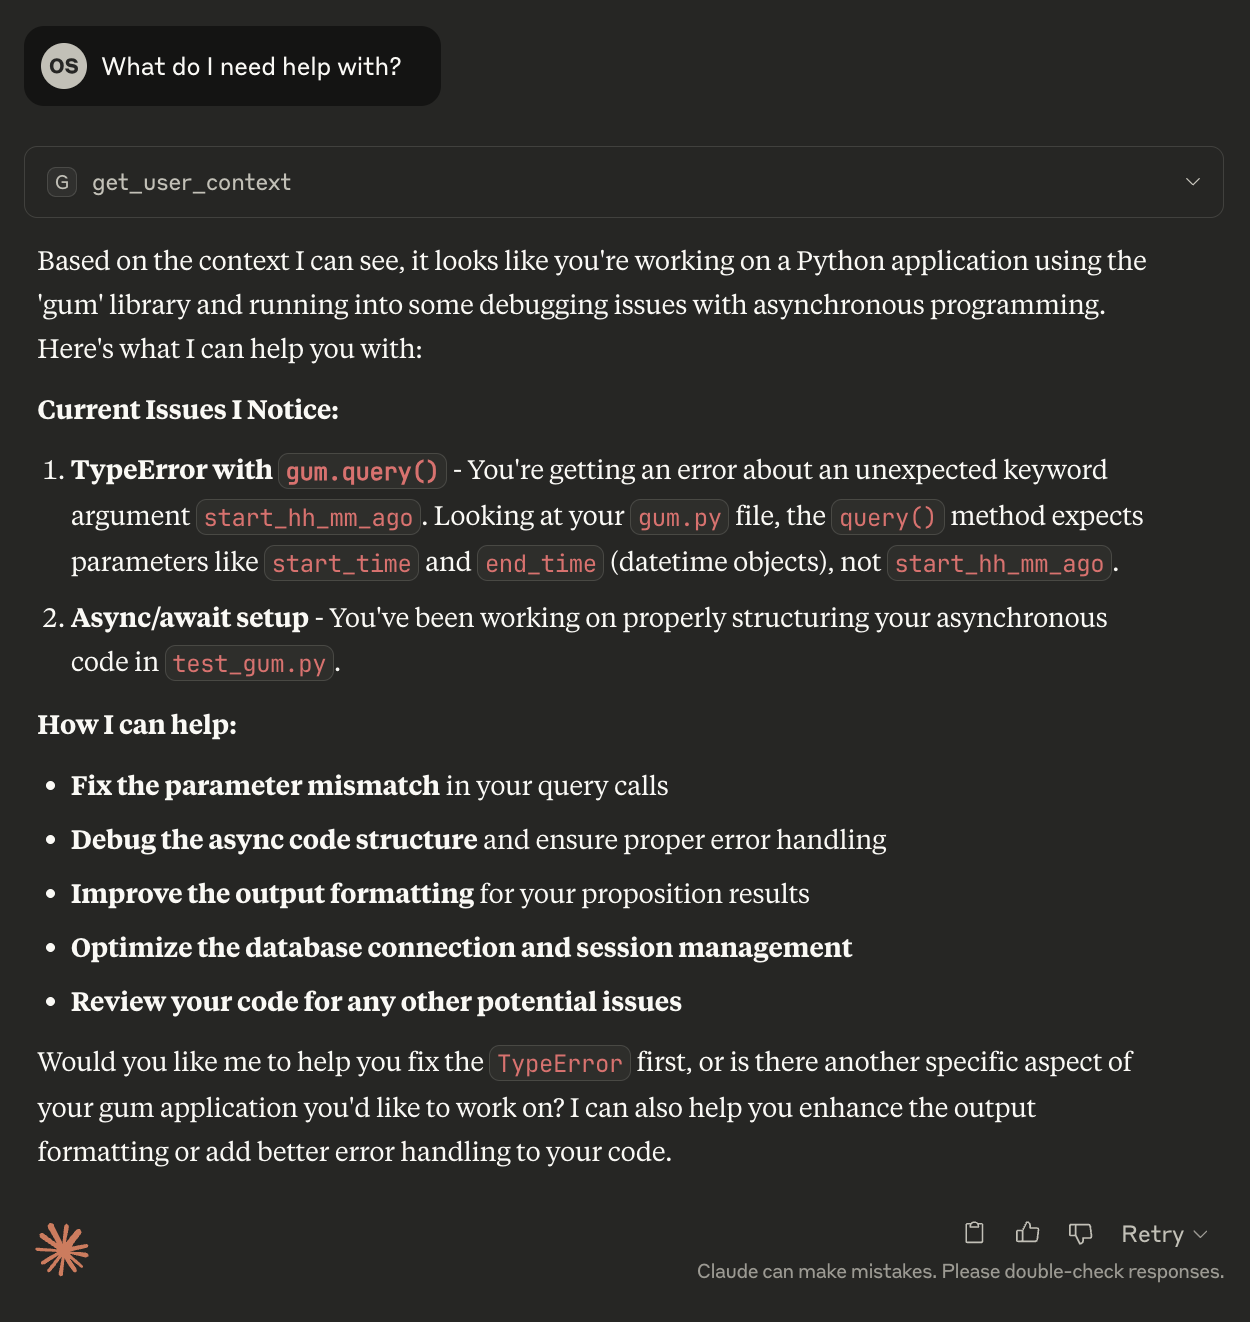 OS What do I need help with?
G get_user_context
Based on the context I can see, it looks like you're working on a Python application using the
'gum' library and running into some debugging issues with asynchronous programming.
Here's what I can help you with:
Current Issues I Notice:
1. TypeError with gum.query() - You're getting an error about an unexpected keyword
argument start_hh_mm_ago. Looking at your gum.py file, the query() method expects
parameters like start_time and end_time (datetime objects), not start_hh_mm_ago.
2. Async/await setup - You've been working on properly structuring your asynchronous
code in test_gum.py.
How I can help:
• Fix the parameter mismatch in your query calls
• Debug the async code structure and ensure proper error handling
• Improve the output formatting for your proposition results
• Optimize the database connection and session management
• Review your code for any other potential issues
Would you like me to help you fix the TypeError first, or is there another specific aspect of
your gum application you'd like to work on? I can also help you enhance the output
formatting or add better error handling to your code.
Retry
Claude can make mistakes. Please double-check responses.